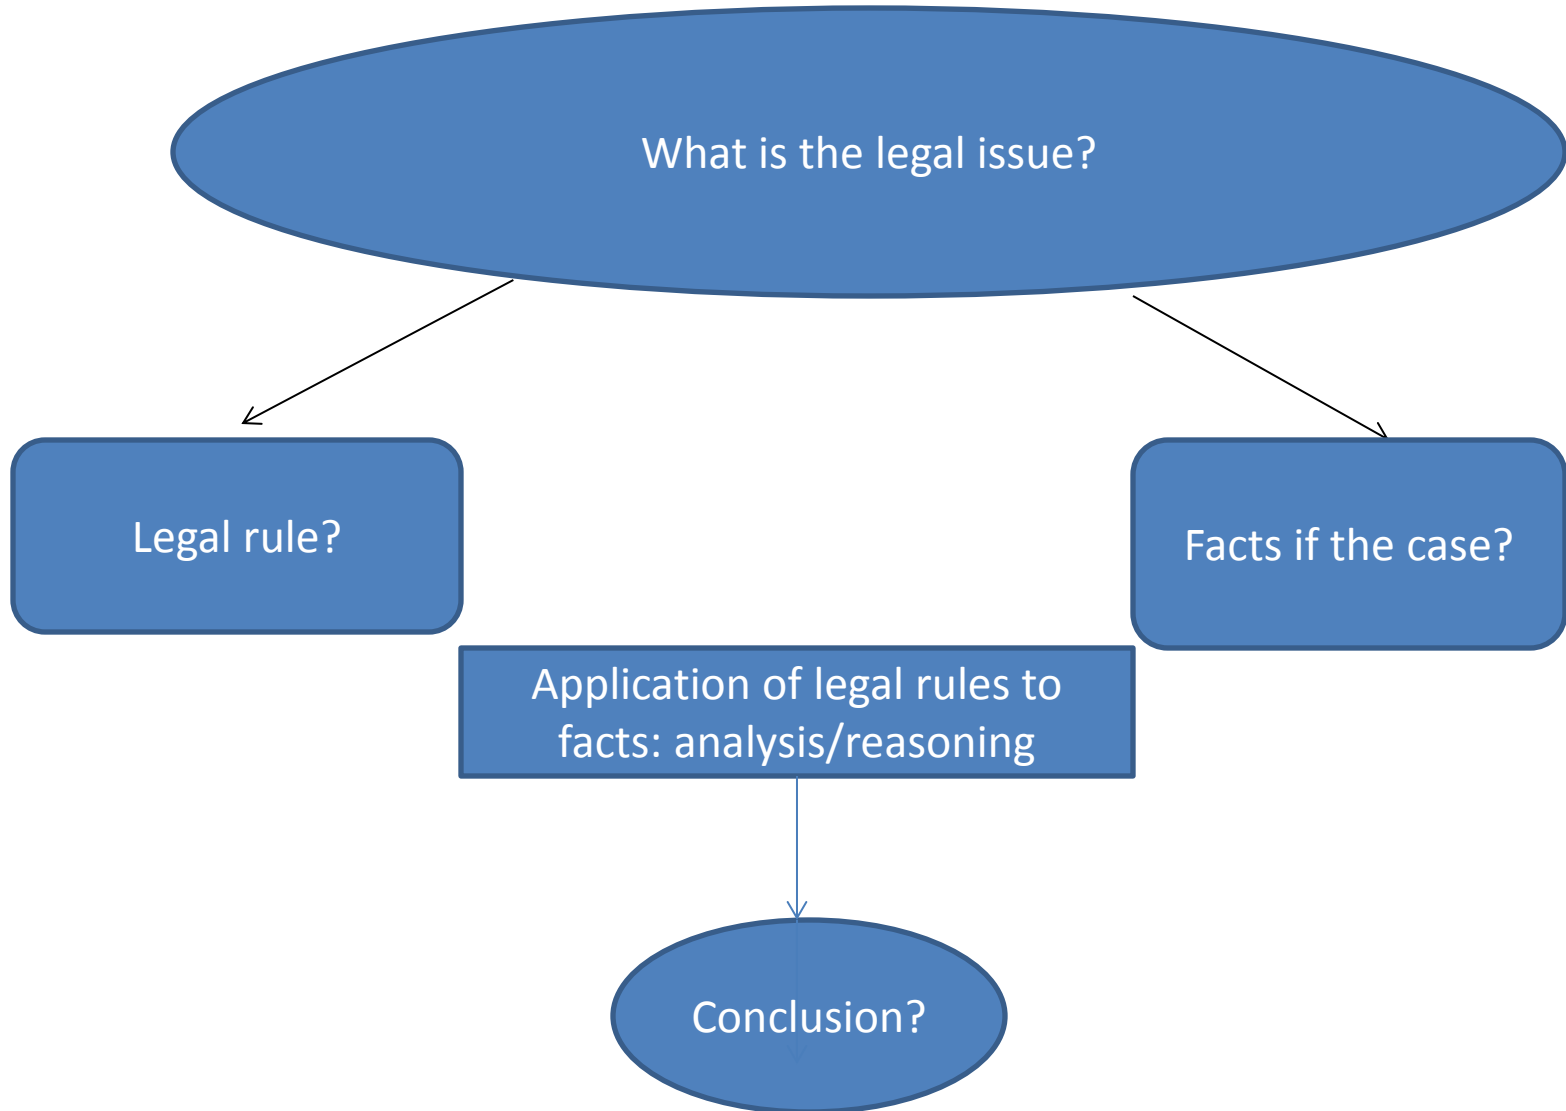 What is the legal issue?
Legal rule?
Facts if the case?
Application of legal rules to
facts: analysis/reasoning
Conclusion?